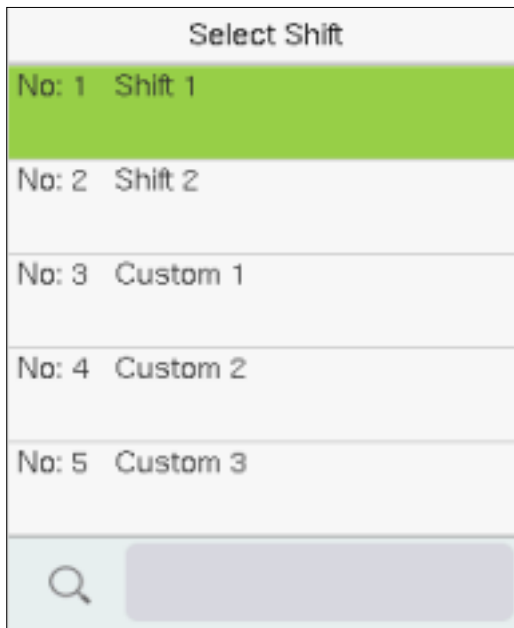 Select Shift
No: 1 Shift 1
No: 2 Shift 2
No: 3 Custom 1
No: 4 Custom 2
No: 5 Custom 3